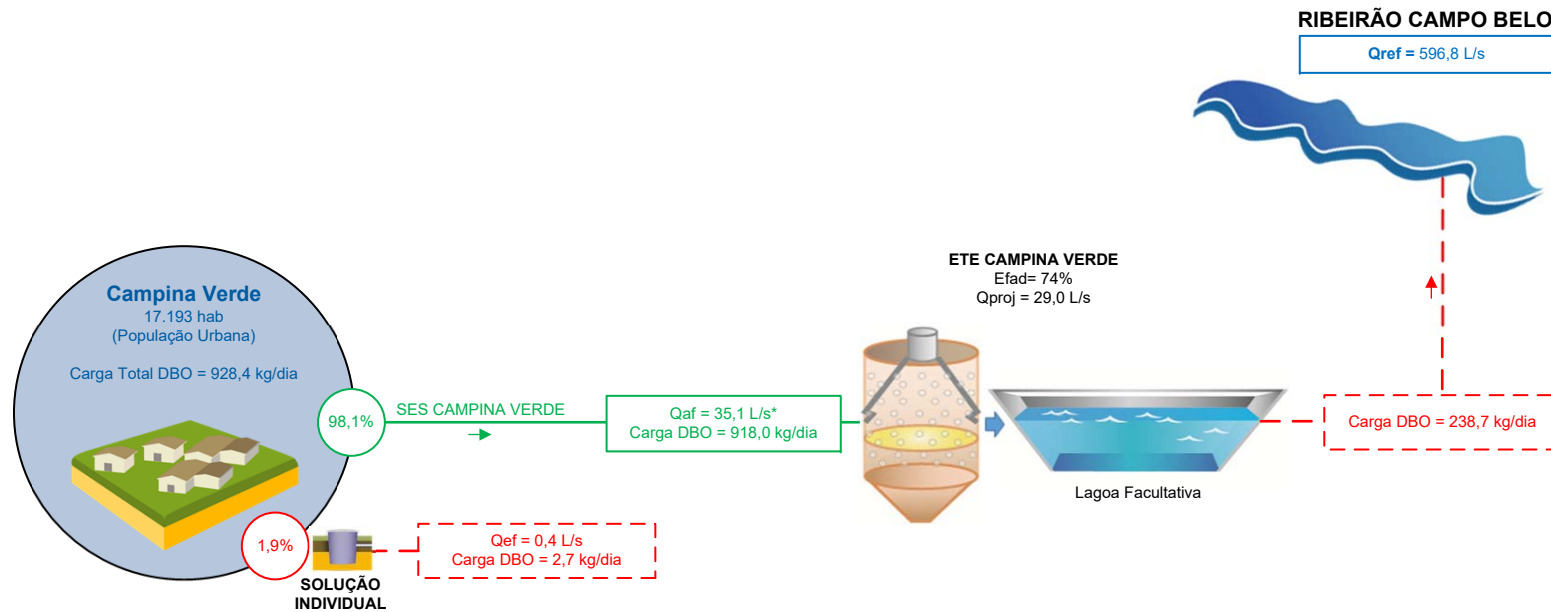 RIBEIRÃO CAMPO BELO
Qref = 596,8 L/s
ETE CAMPINA VERDE
Efad= 74%
Qproj = 29,0 L/s
Campina Verde
17.193 hab
(População Urbana)
Carga Total DBO = 928,4 kg/dia
98,1%
SES CAMPINA VERDE
Qaf = 35,1 L/s*
Carga DBO = 918,0 kg/dia
Carga DBO = 238,7 kg/dia
Lagoa Facultativa
1,9%
Qef = 0,4 L/s
Carga DBO = 2,7 kg/dia
SOLUÇÃO
INDIVIDUAL